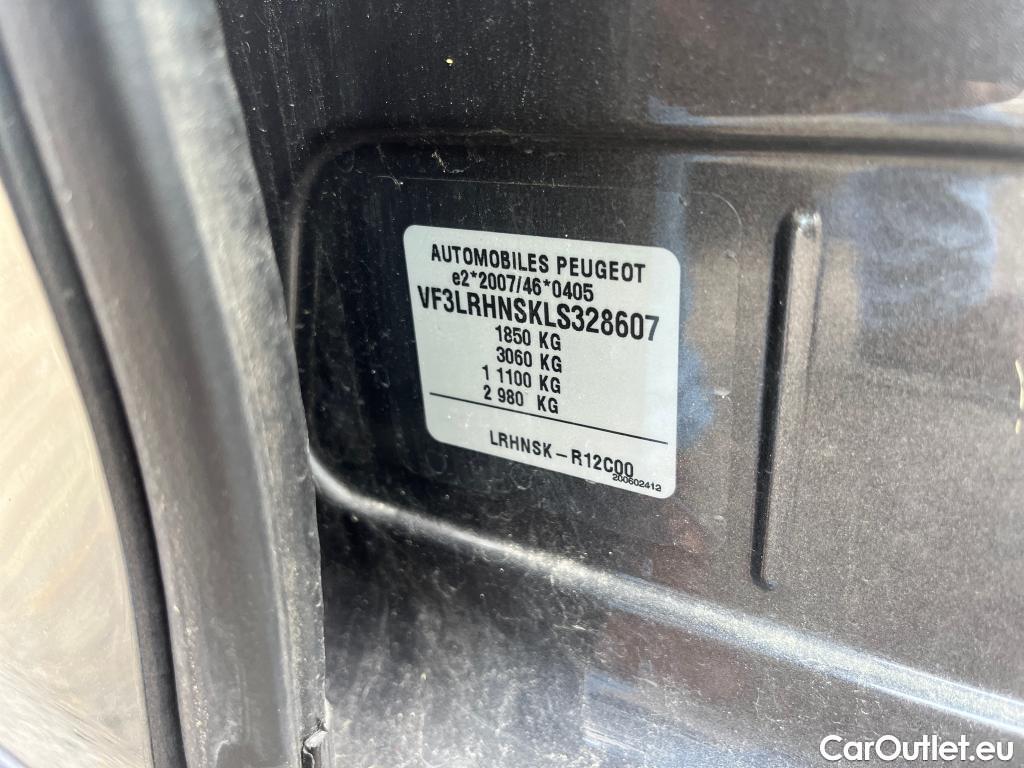 AUTOMOBILES PEUGEOT
e2*2007/46*0405
VF3LRHNSKLS328607
1850 KG
3060 KG
1 1100 KG
2 980 KG
LRHNSK-R12C00
200602412
CarOutlet.eu